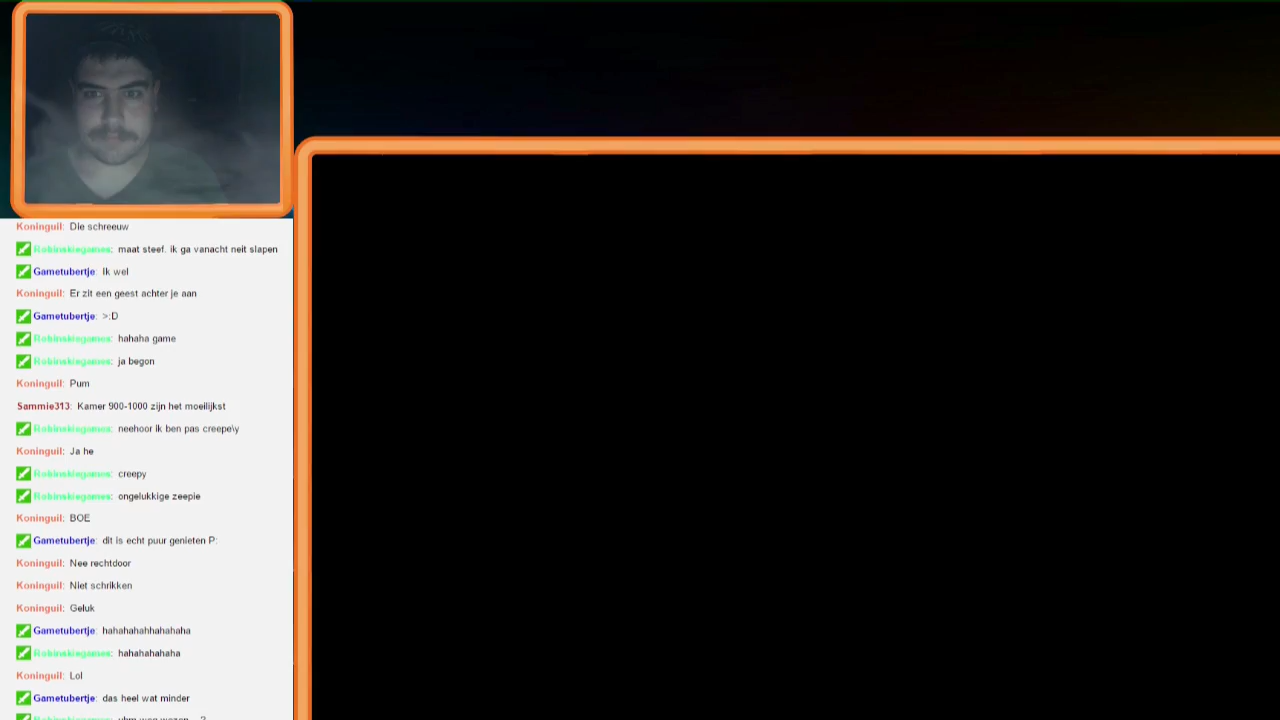 Koninguil: Die schreeuw
Robinskiegames: maat steef. ik ga vanacht neit slapen
Gametubertje: Ik wel
Koninguil: Er zit een geest achter je aan
Gametubertje: >:D
Robinskiegames: hahaha game
Robinskiegames: ja begon
Koninguil: Pum
Sammie313: Kamer 900-1000 zijn het moeilijkst
Robinskiegames: neehoor ik ben pas creepe\y
Koninguil: Ja he
Robinskiegames: creepy
Robinskiegames: ongelukkige zeepie
Koninguil: BOE
Gametubertje: dit is echt puur genieten P:
Koninguil: Nee rechtdoor
Koninguil: Niet schrikken
Koninguil: Geluk
Gametubertje: hahahahahhahahaha
Robinskiegames: hahahahahaha
Koninguil: Lol
Gametubertje: das heel wat minder